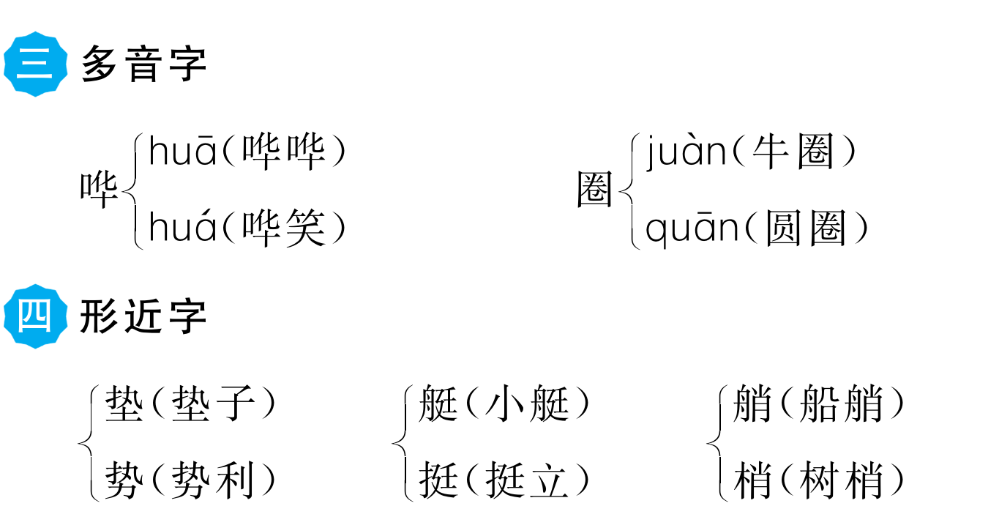 三 多音字
哗 huā(哗哗) huá(哗笑)
圈 juàn(牛圈) quān(圆圈)
四 形近字
垫(垫子) 艇(小艇) 艄(船艄)
势(势利) 挺(挺立) 梢(树梢)